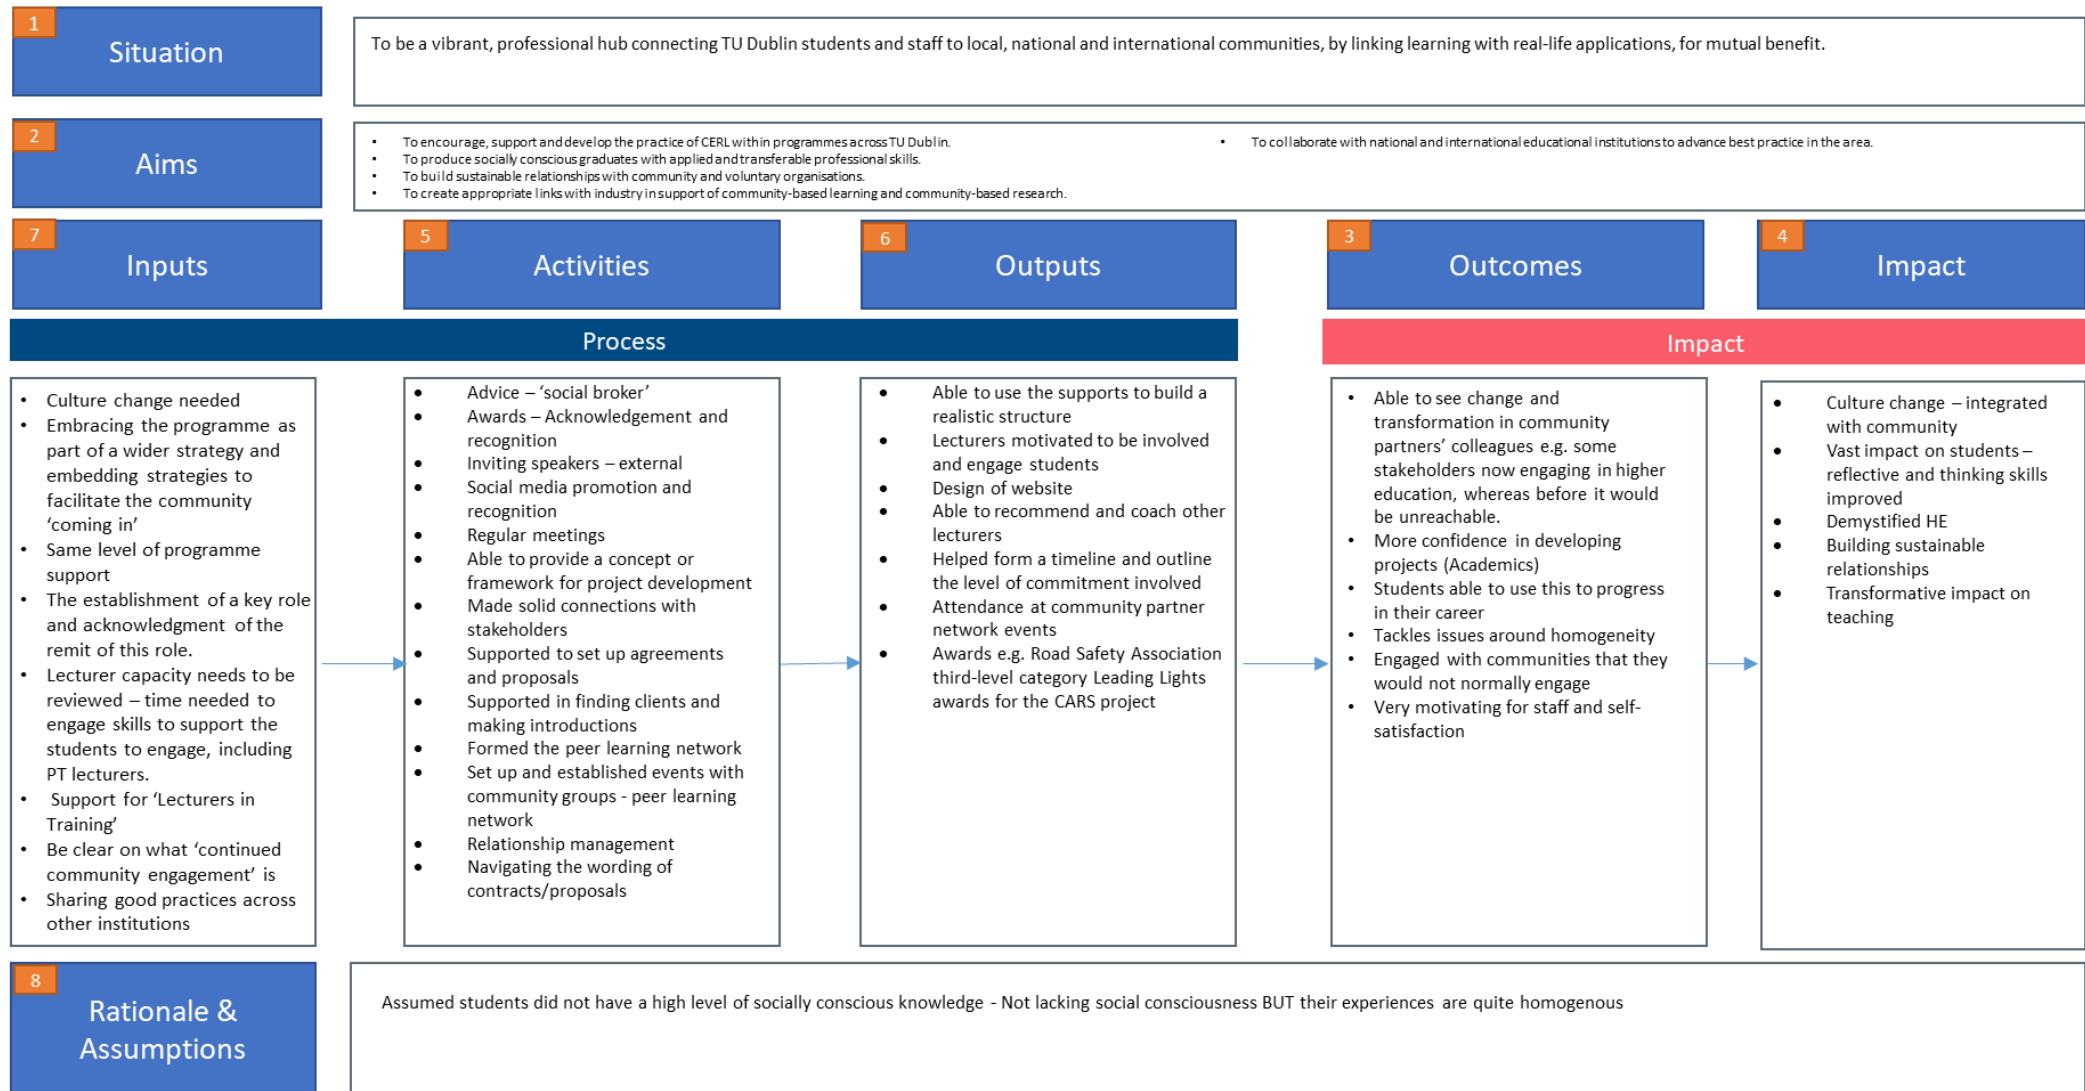 1
Situation
To be a vibrant, professional hub connecting TU Dublin students and staff to local, national and international communities, by linking learning with real-life applications, for mutual benefit.
2
Aims
• To encourage, support and develop the practice of CERL within programmes across TU Dublin.
• To produce socially conscious graduates with applied and transferable professional skills.
• To build sustainable relationships with community and voluntary organisations.
• To create appropriate links with industry in support of community-based learning and community-based research.
• To collaborate with national and international educational institutions to advance best practice in the area.
7
Inputs
5
Activities
6
Outputs
3
Outcomes
4
Impact
Process
Impact
• Culture change needed
• Embracing the programme as
part of a wider strategy and
embedding strategies to
facilitate the community
‘coming in’
• Same level of programme
support
• The establishment of a key role
and acknowledgment of the
remit of this role.
• Lecturer capacity needs to be
reviewed – time needed to
engage skills to support the
students to engage, including
PT lecturers.
• Support for ‘Lecturers in
Training’
• Be clear on what ‘continued
community engagement’ is
• Sharing good practices across
other institutions
• Advice – ‘social broker’
• Awards – Acknowledgement and
recognition
• Inviting speakers – external
• Social media promotion and
recognition
• Regular meetings
• Able to provide a concept or
framework for project development
• Made solid connections with
stakeholders
• Supported to set up agreements
and proposals
• Supported in finding clients and
making introductions
• Formed the peer learning network
• Set up and established events with
community groups - peer learning
network
• Relationship management
• Navigating the wording of
contracts/proposals
• Able to use the supports to build a
realistic structure
• Lecturers motivated to be involved
and engage students
• Design of website
• Able to recommend and coach other
lecturers
• Helped form a timeline and outline
the level of commitment involved
• Attendance at community partner
network events
• Awards e.g. Road Safety Association
third-level category Leading Lights
awards for the CARS project
• Able to see change and
transformation in community
partners’ colleagues e.g. some
stakeholders now engaging in higher
education, whereas before it would
be unreachable.
• More confidence in developing
projects (Academics)
• Students able to use this to progress
in their career
• Tackles issues around homogeneity
• Engaged with communities that they
would not normally engage
• Very motivating for staff and self-
satisfaction
• Culture change – integrated
with community
• Vast impact on students –
reflective and thinking skills
improved
• Demystified HE
• Building sustainable
relationships
• Transformative impact on
teaching
8
Rationale &
Assumptions
Assumed students did not have a high level of socially conscious knowledge - Not lacking social consciousness BUT their experiences are quite homogenous